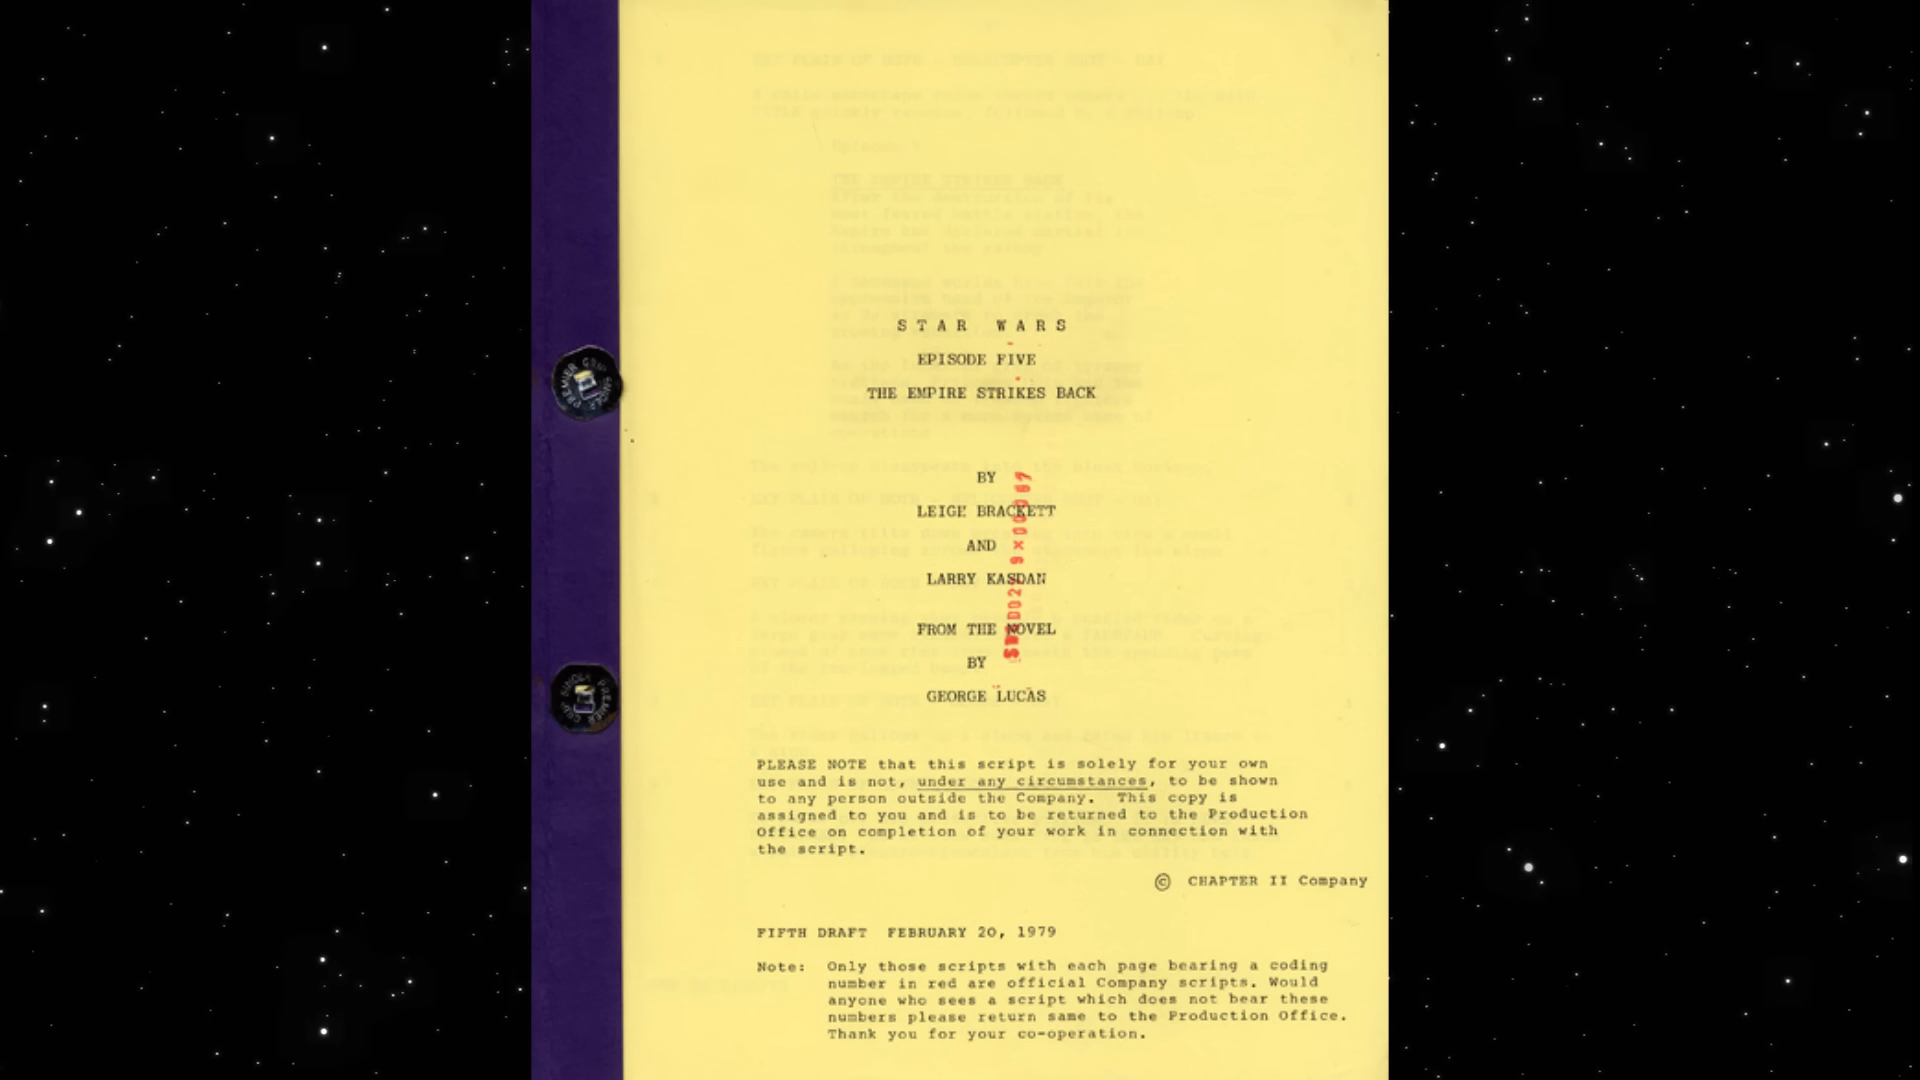 STAR WARS
EPISODE FIVE
THE EMPIRE STRIKES BACK
BY
LEIGH BRACKETT
AND
LARRY KASDAN
FROM THE NOVEL
BY
GEORGE LUCAS
PLEASE NOTE that this script is solely for your own
use and is not, under any circumstances, to be shown
to any person outside the Company. This copy is
assigned to you and is to be returned to the Production
Office on completion of your work in connection with
the script.
© CHAPTER II Company
FIFTH DRAFT FEBRUARY 20, 1979
Note: Only those scripts with each page bearing a coding
number in red are official Company scripts. Would
anyone who sees a script which does not bear these
numbers please return same to the Production Office.
Thank you for your co-operation.